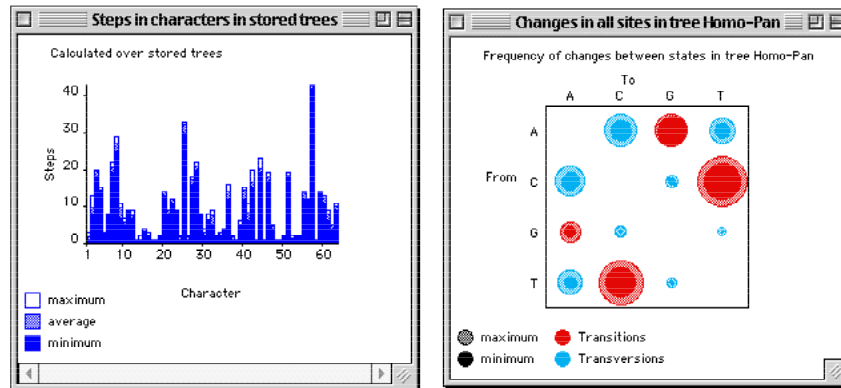 Steps in characters in stored trees
Calculated over stored trees
Steps
40
30
20
10
0
1 10 20 30 40 50 60
Character
maximum
average
minimum
Changes in all sites in tree Homo-Pan
Frequency of changes between states in tree Homo-Pan
To
A C G T
A
From C
G
T
maximum Transitions
minimum Transversions